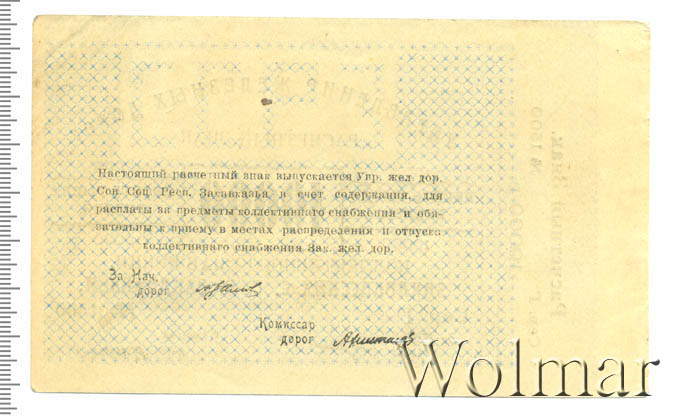 Настоящий расчетный знак выпускается Упр. жел. дор.
Сов. Соц. Респ. Закавказья в счет содержания, для
расплаты за предметы коллективнаго снабжения и обя-
зательны к приему в местах распределения и отпуска
коллективнаго снабжения Зак. жел. дор.
За Нач.
дорог
Комиссар
дорог
Wolmar